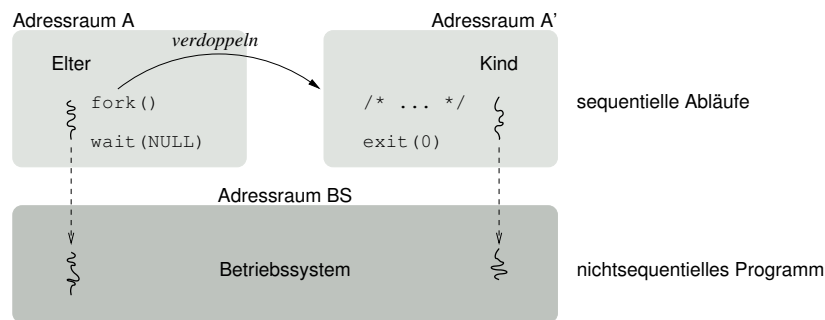 Adressraum A
Adressraum A'
verdoppeln
Elter
Kind
fork()
/* ... */
sequentielle Abläufe
wait(NULL)
exit(0)
Adressraum BS
Betriebssystem
nichtsequentielles Programm